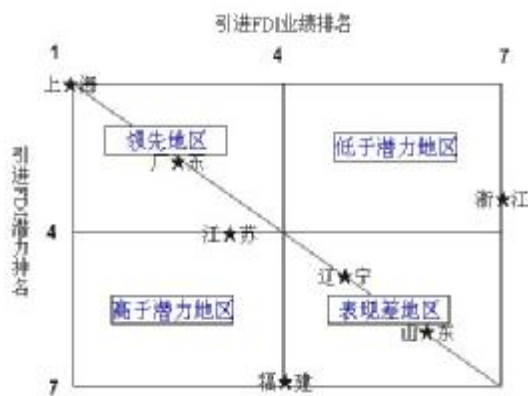 引进FDI业绩排名
1 4 7
上★海
领先地区
低于潜力地区
广★东
浙★江
引进FDI潜力排名
4
江★苏
辽★宁
高于潜力地区
表现差地区
山★东
7
福★建